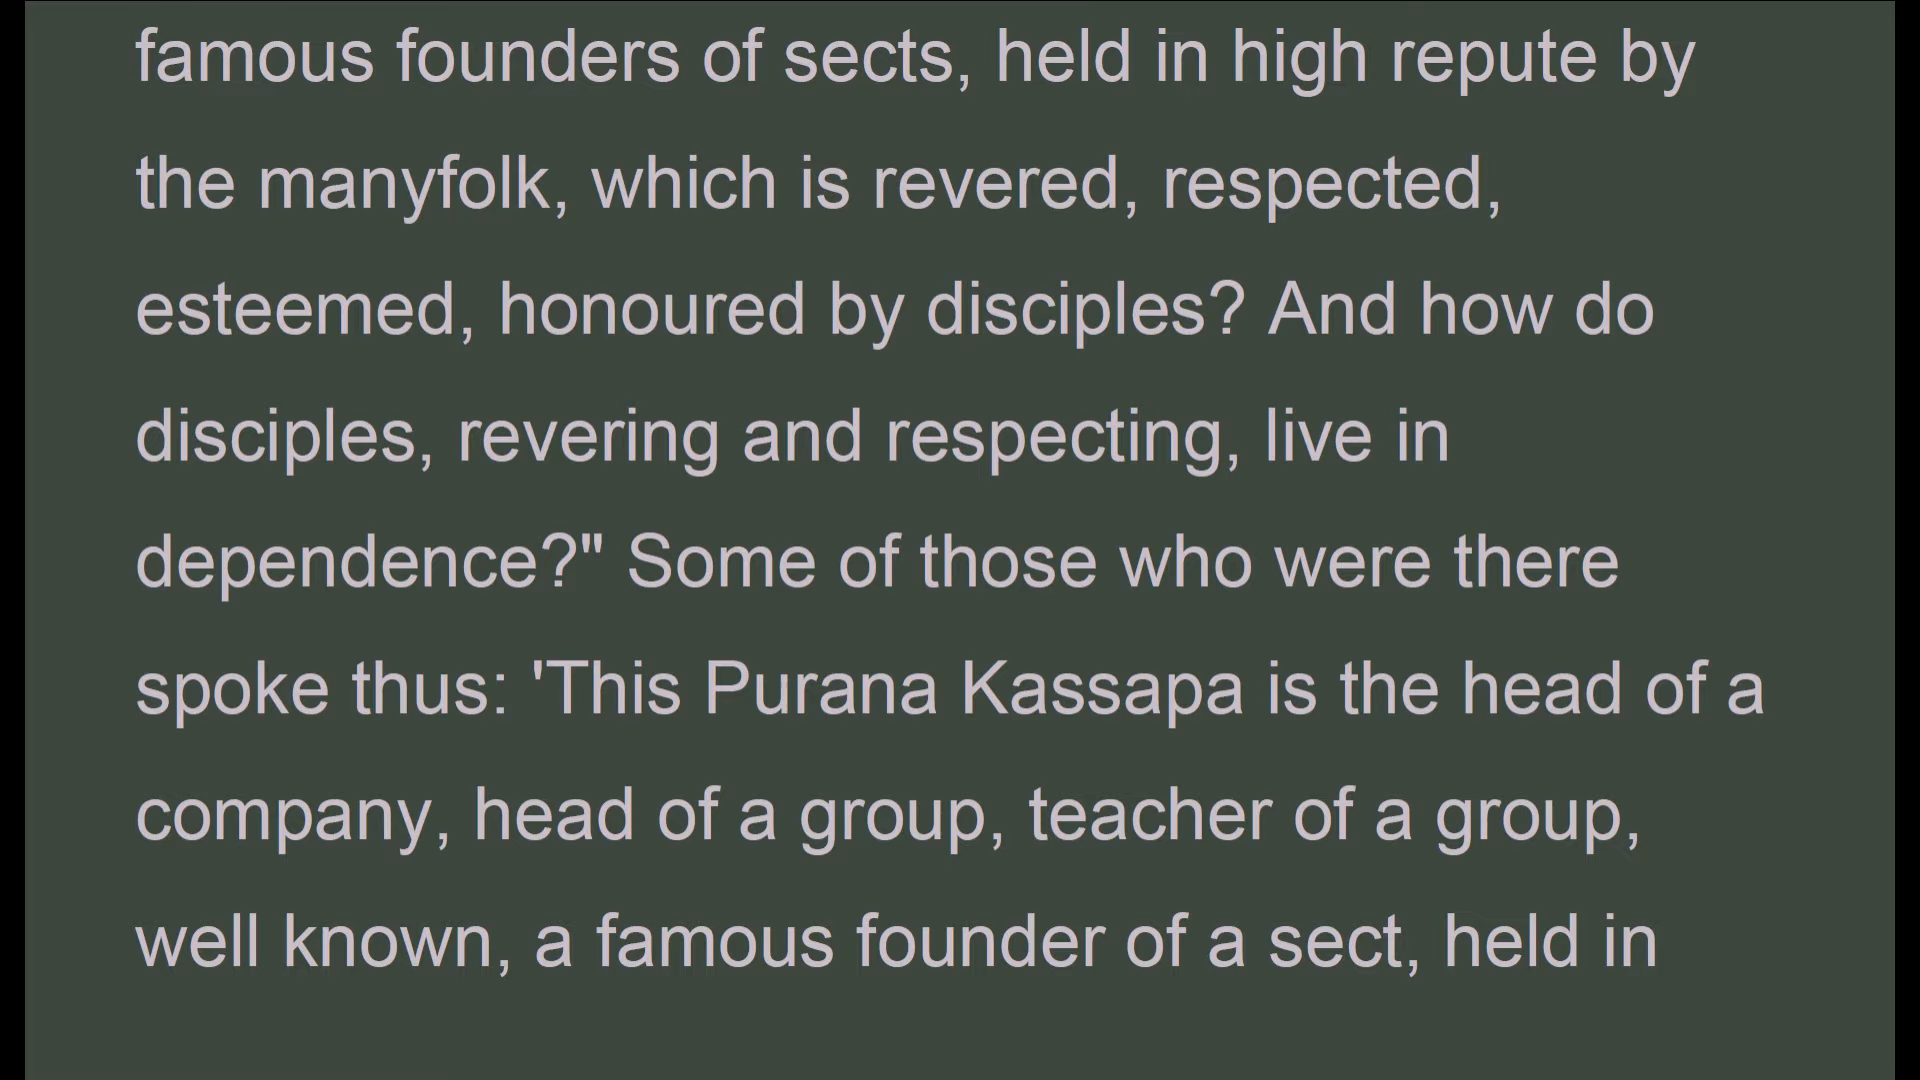 famous founders of sects, held in high repute by
the manyfolk, which is revered, respected,
esteemed, honoured by disciples? And how do
disciples, revering and respecting, live in
dependence?" Some of those who were there
spoke thus: 'This Purana Kassapa is the head of a
company, head of a group, teacher of a group,
well known, a famous founder of a sect, held in